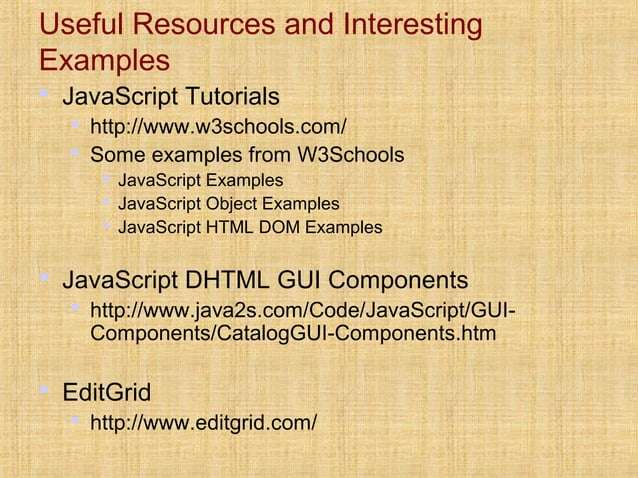 Useful Resources and Interesting
Examples
JavaScript Tutorials
http://www.w3schools.com/
Some examples from W3Schools
JavaScript Examples
JavaScript Object Examples
JavaScript HTML DOM Examples
JavaScript DHTML GUI Components
http://www.java2s.com/Code/JavaScript/GUI-
Components/CatalogGUI-Components.htm
EditGrid
http://www.editgrid.com/